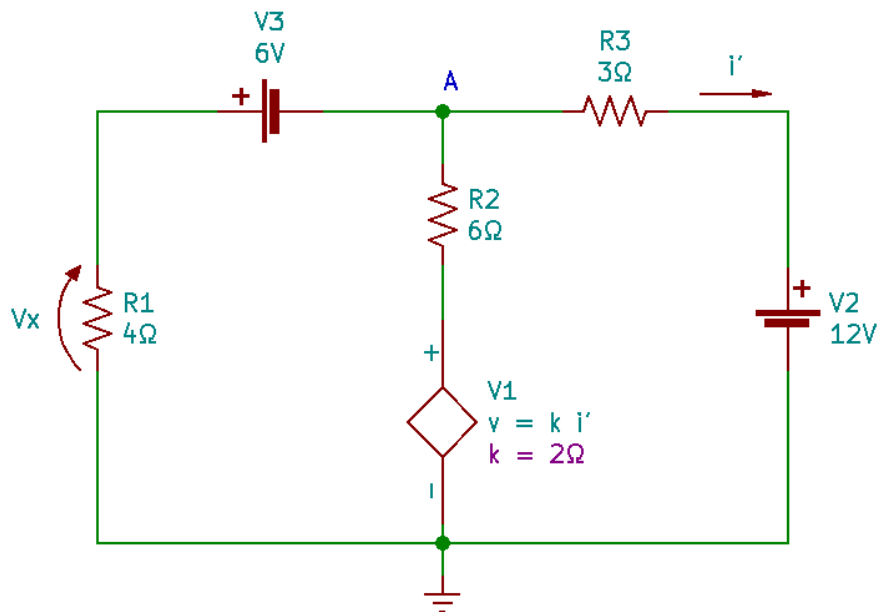 V3
6V
+
A
R3
3Ω
i′
R2
6Ω
Vx
R1
4Ω
+
V2
12V
+
V1
v = k i′
k = 2Ω
−